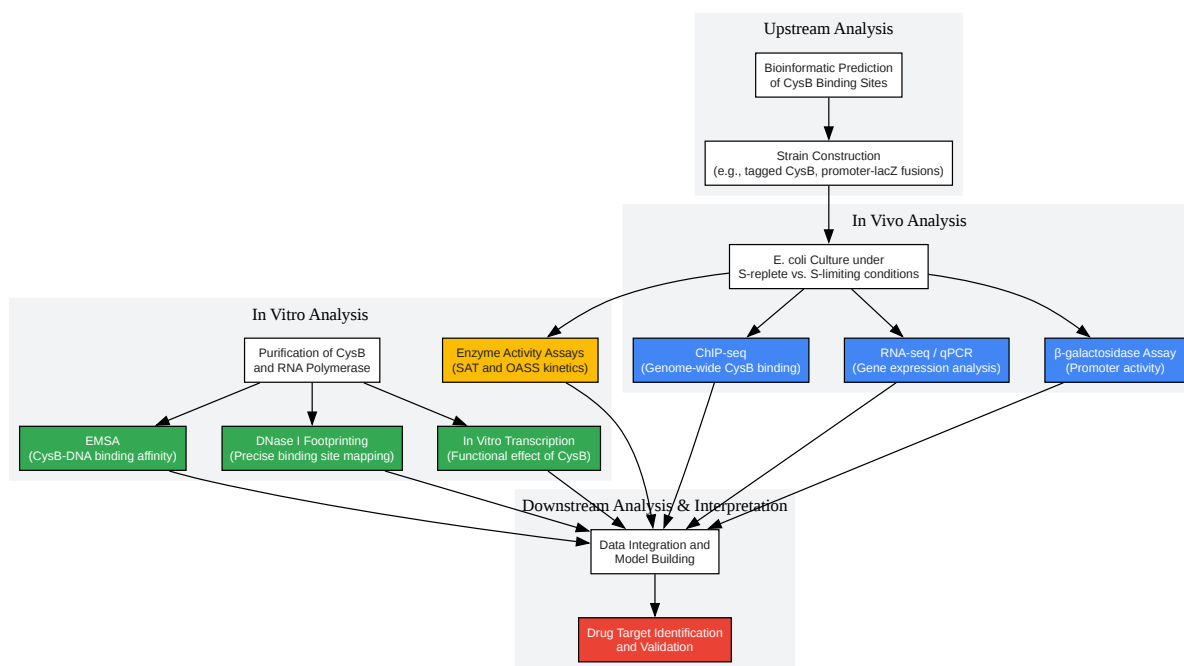 Upstream Analysis
Bioinformatic Prediction
of CysB Binding Sites
Strain Construction
(e.g., tagged CysB, promoter-lacZ fusions)
In Vivo Analysis
E. coli Culture under
S-replete vs. S-limiting conditions
In Vitro Analysis
Purification of CysB
and RNA Polymerase
Enzyme Activity Assays
(SAT and OASS kinetics)
ChIP-seq
(Genome-wide CysB binding)
RNA-seq / qPCR
(Gene expression analysis)
β-galactosidase Assay
(Promoter activity)
EMSA
(CysB-DNA binding affinity)
DNase I Footprinting
(Precise binding site mapping)
In Vitro Transcription
(Functional effect of CysB)
Downstream Analysis & Interpretation
Data Integration and
Model Building
Drug Target Identification
and Validation